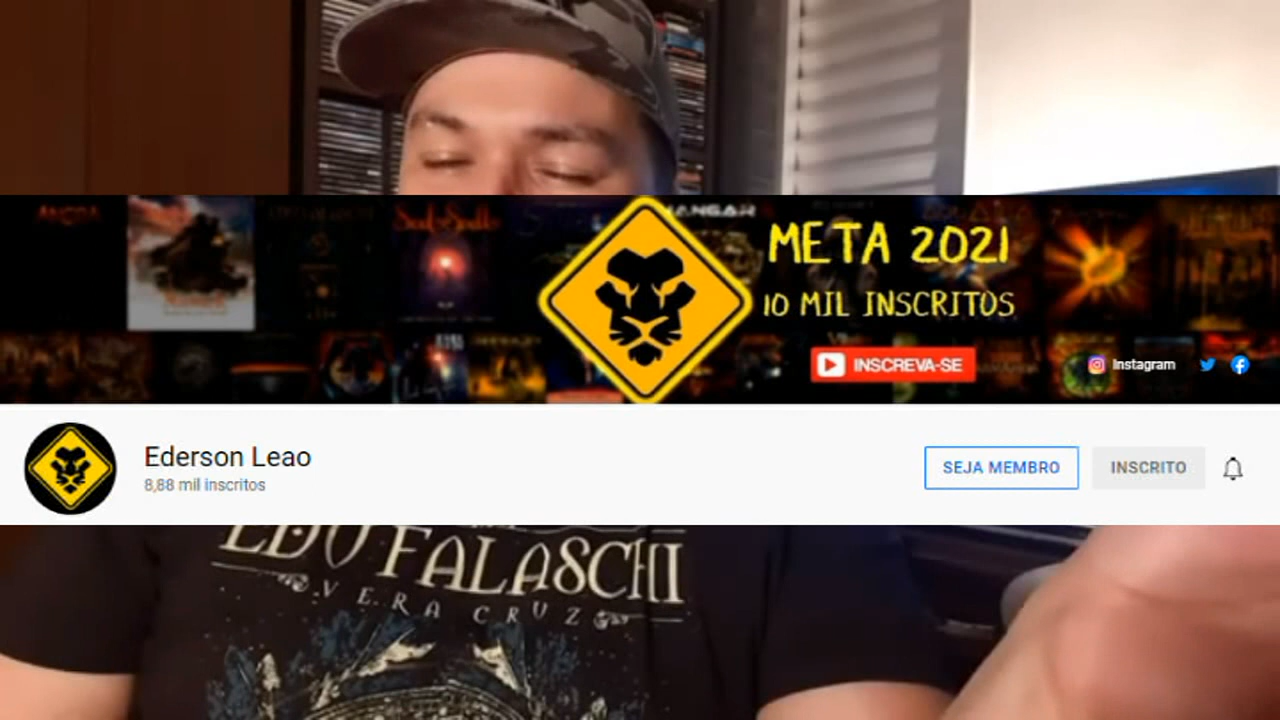 ANGRA
HANGAR
META 2021
10 MIL INSCRITOS
INSCREVA-SE
Instagram
Ederson Leao
8,88 mil inscritos
SEJA MEMBRO
INSCRITO
EDU FALASCHI
VERA CRUZ